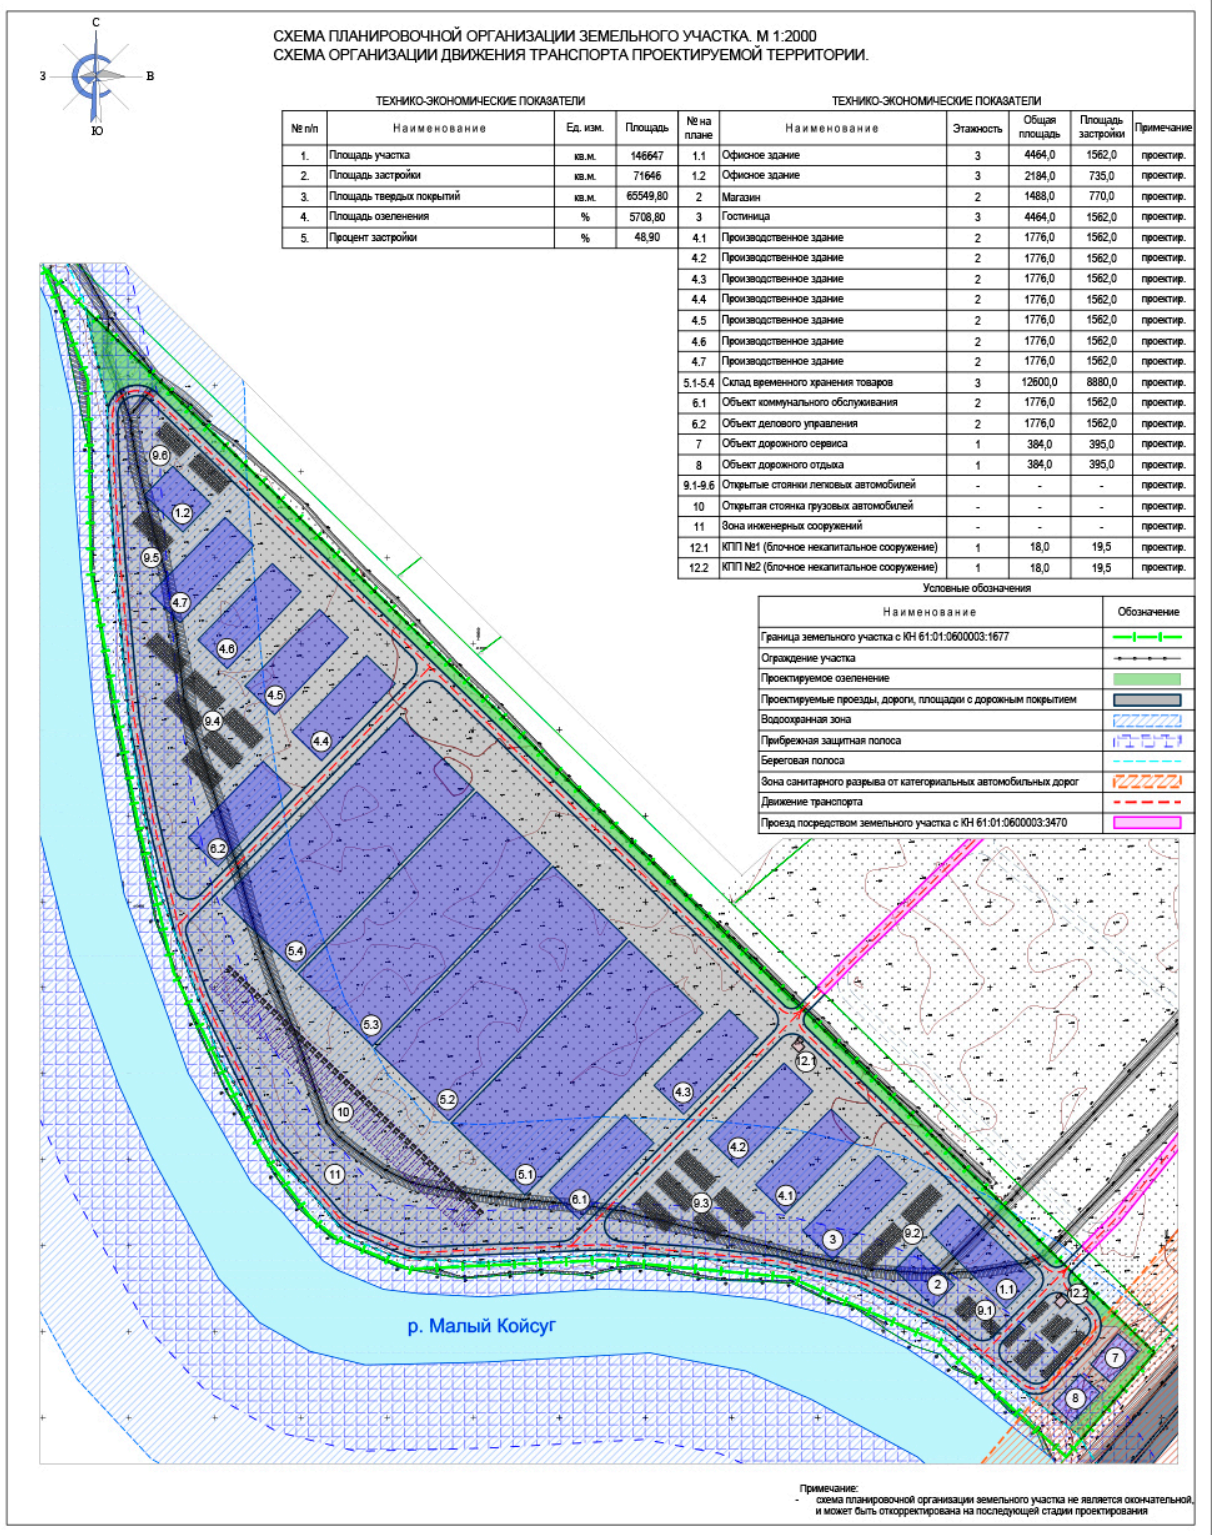 С
З
В
Ю
СХЕМА ПЛАНИРОВОЧНОЙ ОРГАНИЗАЦИИ ЗЕМЕЛЬНОГО УЧАСТКА. М 1:2000
СХЕМА ОРГАНИЗАЦИИ ДВИЖЕНИЯ ТРАНСПОРТА ПРОЕКТИРУЕМОЙ ТЕРРИТОРИИ.
ТЕХНИКО-ЭКОНОМИЧЕСКИЕ ПОКАЗАТЕЛИ
№ п/п Наименование Ед. изм. Площадь
1. Площадь участка кв.м. 146647
2. Площадь застройки кв.м. 71646
3. Площадь твердых покрытий кв.м. 65549,80
4. Площадь озеленения % 5708,80
5. Процент застройки % 48,90
ТЕХНИКО-ЭКОНОМИЧЕСКИЕ ПОКАЗАТЕЛИ
№ на плане Наименование Этажность Общая площадь Площадь застройки Примечание
1.1 Офисное здание 3 4464,0 1562,0 проектир.
1.2 Офисное здание 3 2184,0 735,0 проектир.
2 Магазин 2 1488,0 770,0 проектир.
3 Гостиница 3 4464,0 1562,0 проектир.
4.1 Производственное здание 2 1776,0 1562,0 проектир.
4.2 Производственное здание 2 1776,0 1562,0 проектир.
4.3 Производственное здание 2 1776,0 1562,0 проектир.
4.4 Производственное здание 2 1776,0 1562,0 проектир.
4.5 Производственное здание 2 1776,0 1562,0 проектир.
4.6 Производственное здание 2 1776,0 1562,0 проектир.
4.7 Производственное здание 2 1776,0 1562,0 проектир.
5.1-5.4 Склад временного хранения товаров 3 12600,0 8880,0 проектир.
6.1 Объект коммунального обслуживания 2 1776,0 1562,0 проектир.
6.2 Объект делового управления 2 1776,0 1562,0 проектир.
7 Объект дорожного сервиса 1 384,0 395,0 проектир.
8 Объект дорожного отдыха 1 384,0 395,0 проектир.
9.1-9.6 Открытые стоянки легковых автомобилей - - - проектир.
10 Открытая стоянка грузовых автомобилей - - - проектир.
11 Зона инженерных сооружений - - - проектир.
12.1 КПП №1 (блочное некапитальное сооружение) 1 18,0 19,5 проектир.
12.2 КПП №2 (блочное некапитальное сооружение) 1 18,0 19,5 проектир.
Условные обозначения
Наименование Обозначение
Граница земельного участка с КН 61:01:0600003:1677
Ограждение участка
Проектируемое озеленение
Проектируемые проезды, дороги, площадки с дорожным покрытием
Водоохранная зона
Прибрежная защитная полоса
Береговая полоса
Зона санитарного разрыва от категориальных автомобильных дорог
Движение транспорта
Проезд посредством земельного участка с КН 61:01:0600003:3470
9.6
1.2
9.5
4.7
4.6
4.5
9.4
4.4
6.2
5.4
5.3
12.1
4.3
5.2
10
4.2
11
5.1
4.1
6.1
9.3
9.2
3
2
1.1
12.2
9.1
р. Малый Койсуг
7
8
Примечание:
- схема планировочной организации земельного участка не является окончательной,
и может быть откорректирована на последующей стадии проектирования